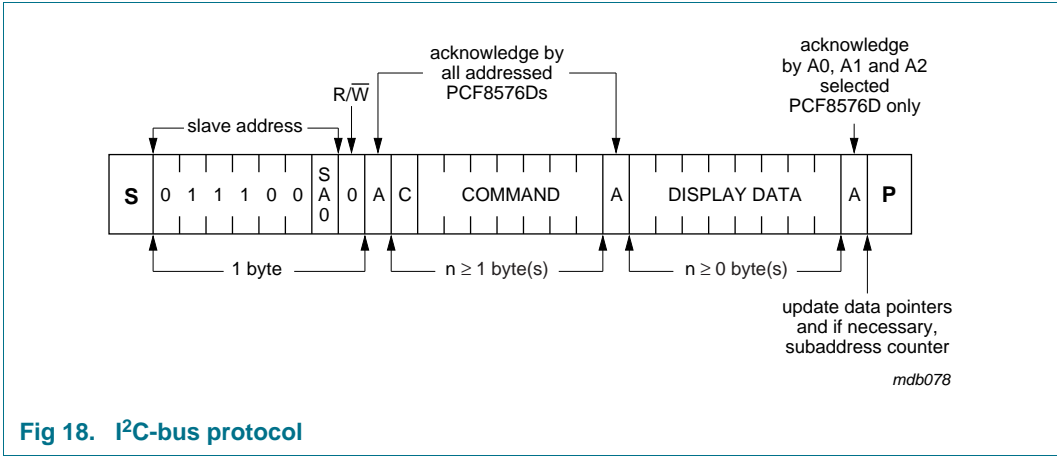 acknowledge by
all addressed
PCF8576Ds
acknowledge
by A0, A1 and A2
selected
PCF8576D only
R/W̅
slave address
S 0 1 1 1 0 0 SA0 0 A C COMMAND A DISPLAY DATA A P
1 byte
n ≥ 1 byte(s)
n ≥ 0 byte(s)
update data pointers
and if necessary,
subaddress counter
mdb078
Fig 18. I²C-bus protocol